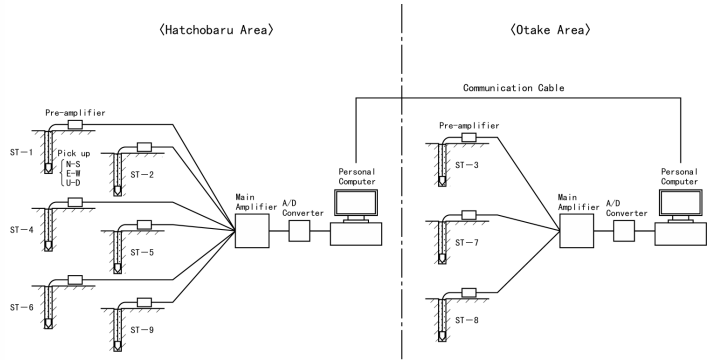 〈Hatchobaru Area〉
〈Otake Area〉
Communication Cable
Pre-amplifier
ST－1
Pick up
N-S
E-W
U-D
ST－2
ST－4
ST－5
ST－6
ST－9
Main
Amplifier
A/D
Converter
Personal
Computer
Pre-amplifier
ST－3
ST－7
ST－8
Main
Amplifier
A/D
Converter
Personal
Computer